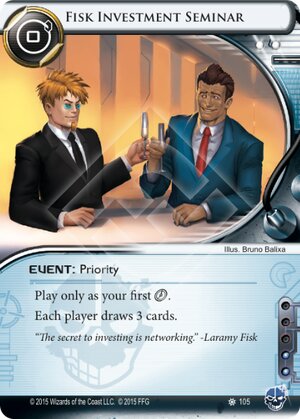 Fisk Investment Seminar
0
Illus. Bruno Balixa
EVENT: Priority
Play only as your first .
Each player draws 3 cards.
“The secret to investing is networking.” -Laramy Fisk
© 2015 Wizards of the Coast LLC. © 2015 FFG
105